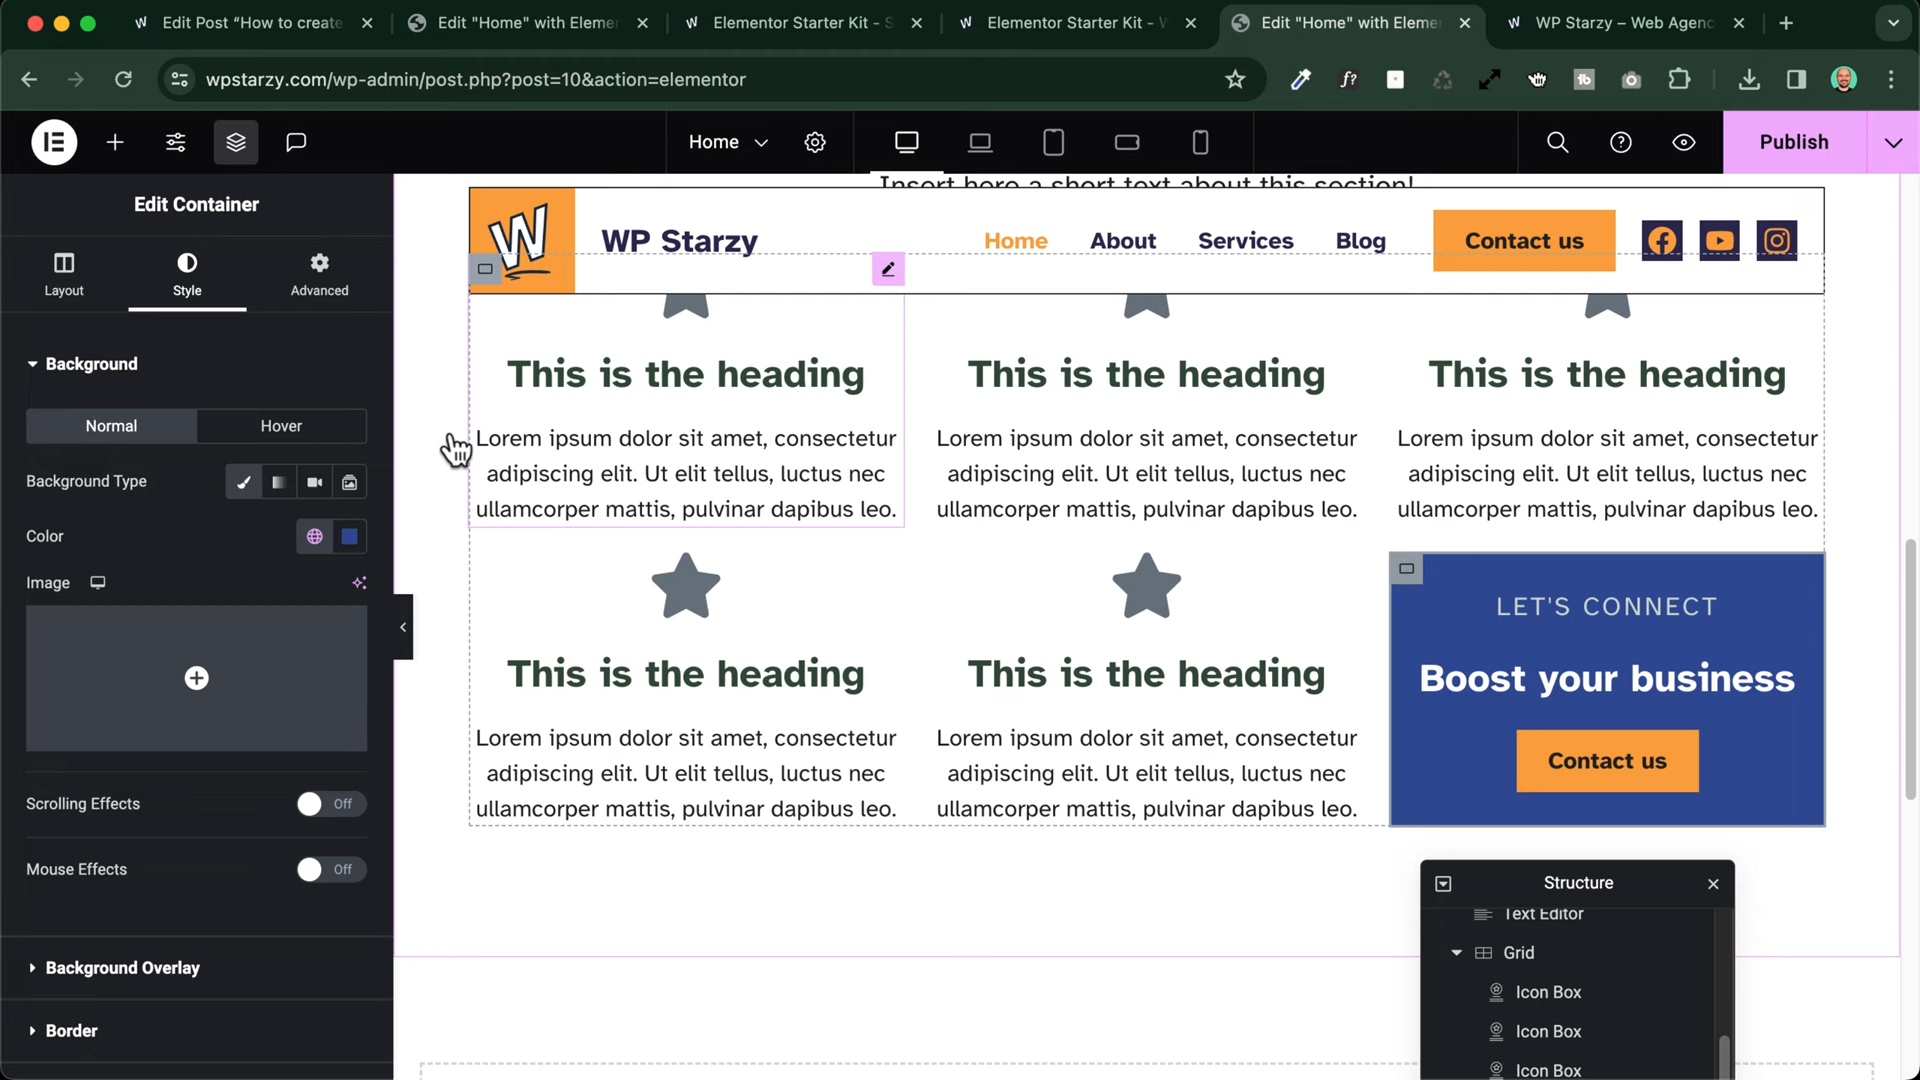 Edit Post “How to create
Edit "Home" with Elemen
Elementor Starter Kit - S
Elementor Starter Kit - W
Edit "Home" with Elemen
WP Starzy – Web Agenc
wpstarzy.com/wp-admin/post.php?post=10&action=elementor
f?
tb
Home
Publish
Edit Container
Layout
Style
Advanced
Background
Normal
Hover
Background Type
Color
Image
Scrolling Effects
Off
Mouse Effects
Off
Background Overlay
Border
Insert here a short text about this section!
W
WP Starzy
Home
About
Services
Blog
Contact us
This is the heading
Lorem ipsum dolor sit amet, consectetur
adipiscing elit. Ut elit tellus, luctus nec
ullamcorper mattis, pulvinar dapibus leo.
This is the heading
Lorem ipsum dolor sit amet, consectetur
adipiscing elit. Ut elit tellus, luctus nec
ullamcorper mattis, pulvinar dapibus leo.
This is the heading
Lorem ipsum dolor sit amet, consectetur
adipiscing elit. Ut elit tellus, luctus nec
ullamcorper mattis, pulvinar dapibus leo.
This is the heading
Lorem ipsum dolor sit amet, consectetur
adipiscing elit. Ut elit tellus, luctus nec
ullamcorper mattis, pulvinar dapibus leo.
This is the heading
Lorem ipsum dolor sit amet, consectetur
adipiscing elit. Ut elit tellus, luctus nec
ullamcorper mattis, pulvinar dapibus leo.
LET'S CONNECT
Boost your business
Contact us
Structure
Text Editor
Grid
Icon Box
Icon Box
Icon Box